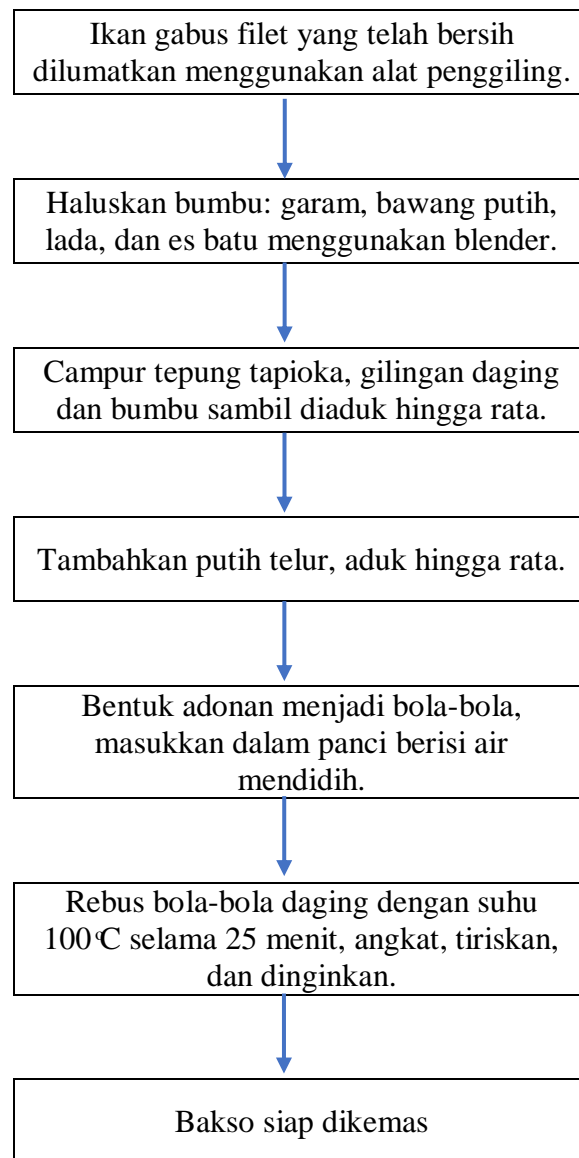 Ikan gabus filet yang telah bersih
dilumatkan menggunakan alat penggiling.
Haluskan bumbu: garam, bawang putih,
lada, dan es batu menggunakan blender.
Campur tepung tapioka, gilingan daging
dan bumbu sambil diaduk hingga rata.
Tambahkan putih telur, aduk hingga rata.
Bentuk adonan menjadi bola-bola,
masukkan dalam panci berisi air
mendidih.
Rebus bola-bola daging dengan suhu
100℃ selama 25 menit, angkat, tiriskan,
dan dinginkan.
Bakso siap dikemas